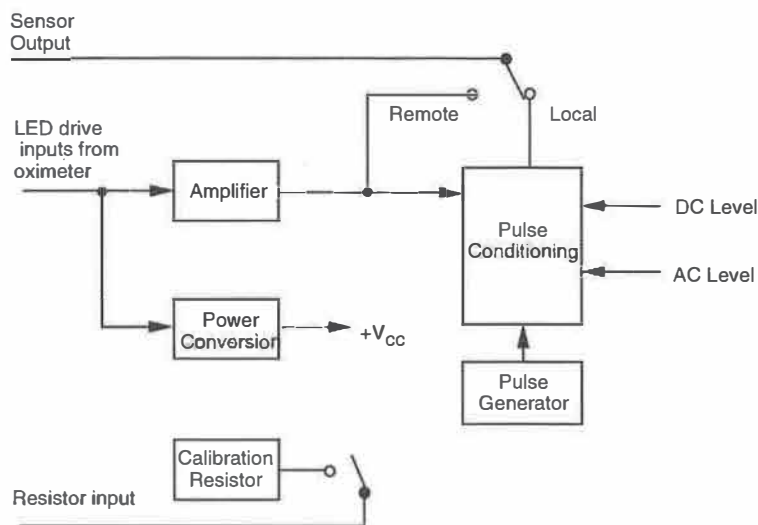 Sensor
Output
Remote
Local
LED drive
inputs from
oximeter
Amplifier
Pulse
Conditioning
DC Level
AC Level
Power
Conversion
+VCC
Pulse
Generator
Calibration
Resistor
Resistor input